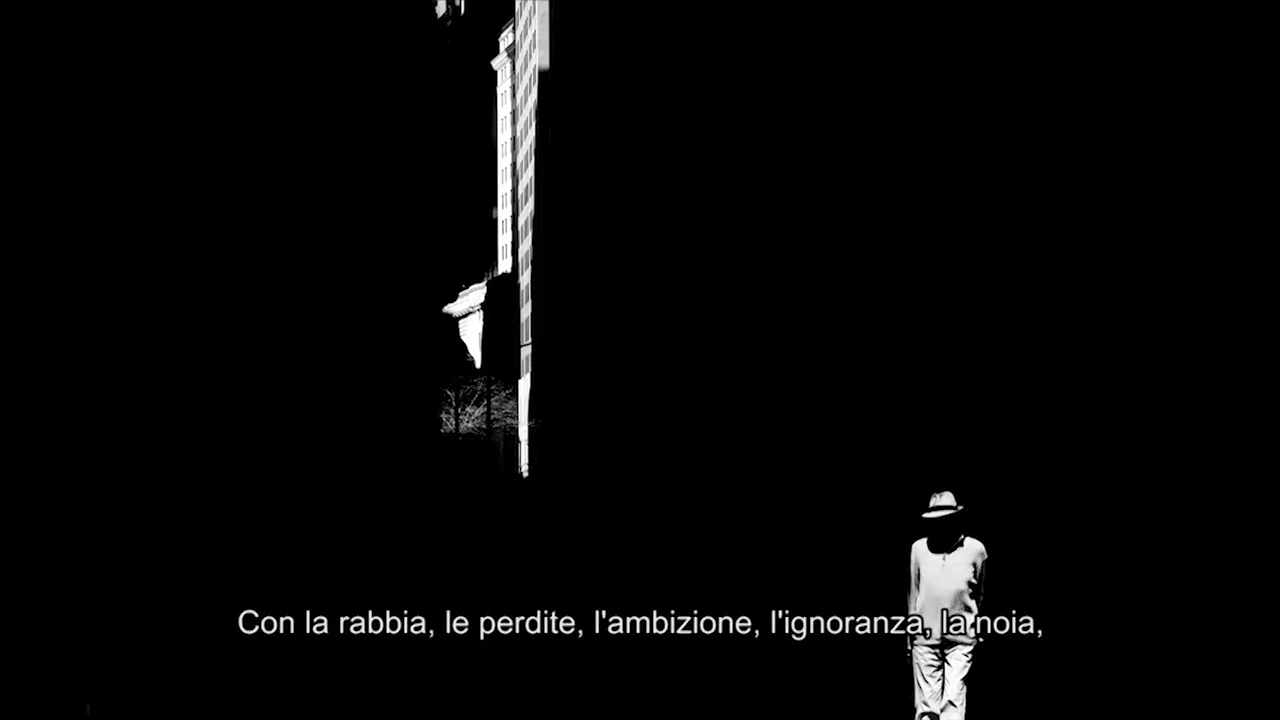 Con la rabbia, le perdite, l'ambizione, l'ignoranza, la noia,